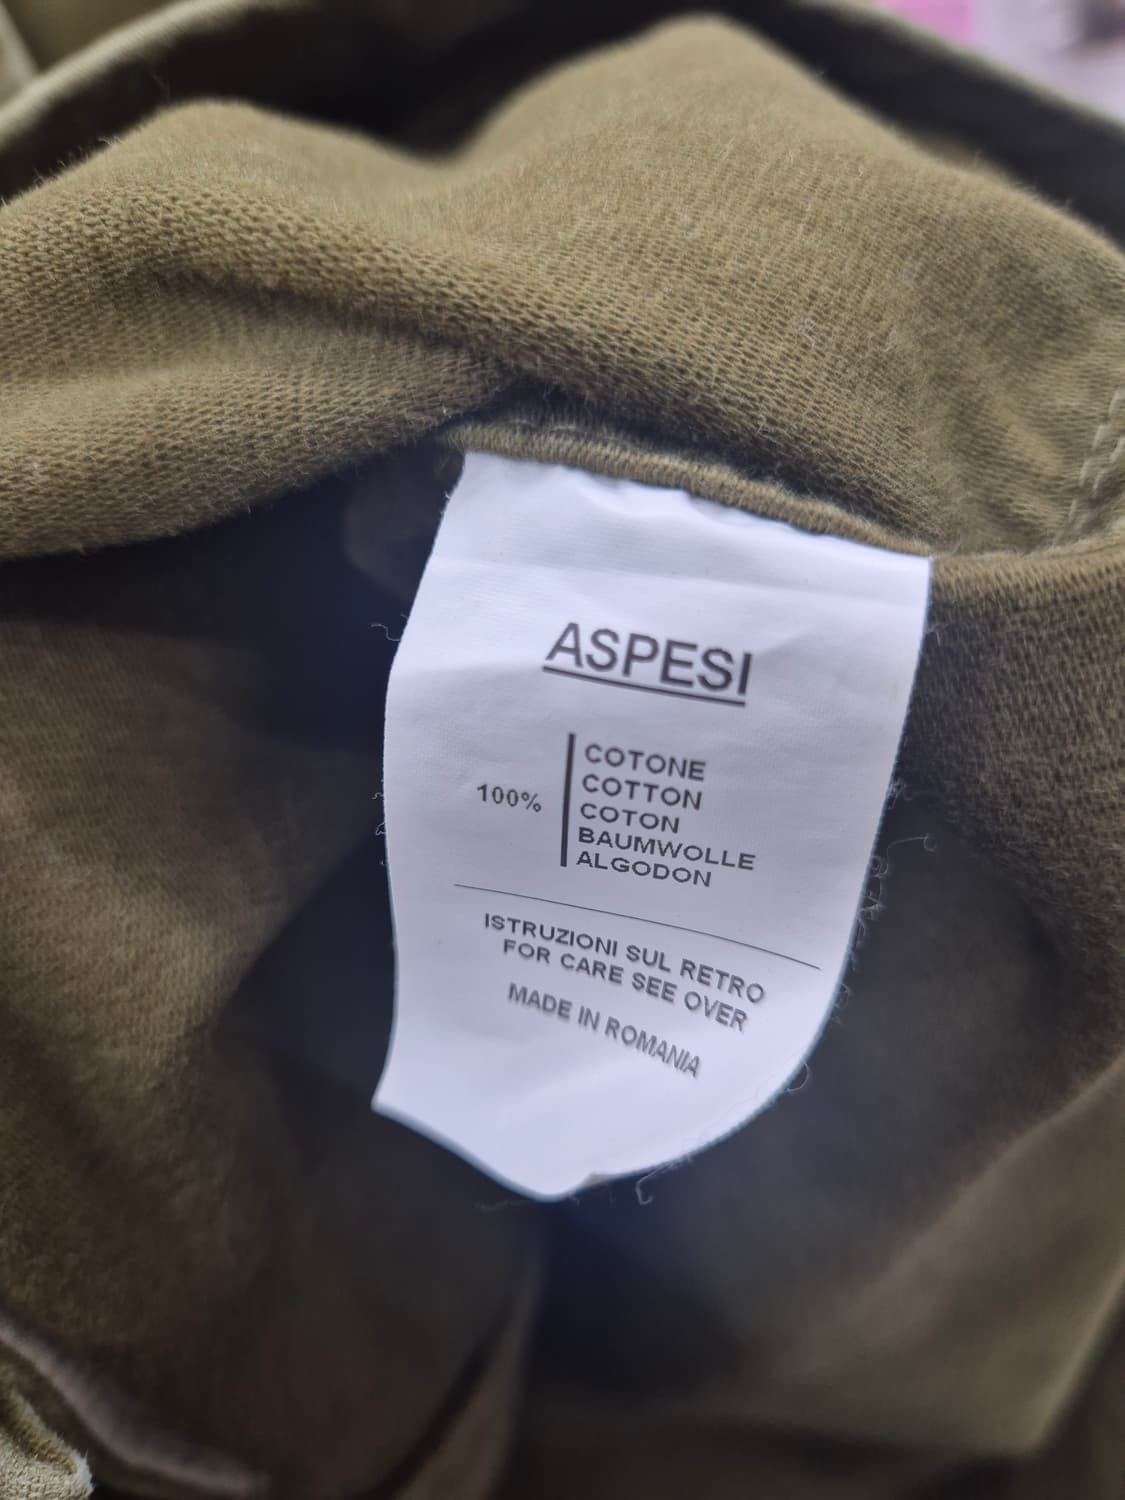 ASPESI
100%
COTONE
COTTON
COTON
BAUMWOLLE
ALGODON
ISTRUZIONI SUL RETRO
FOR CARE SEE OVER
MADE IN ROMANIA